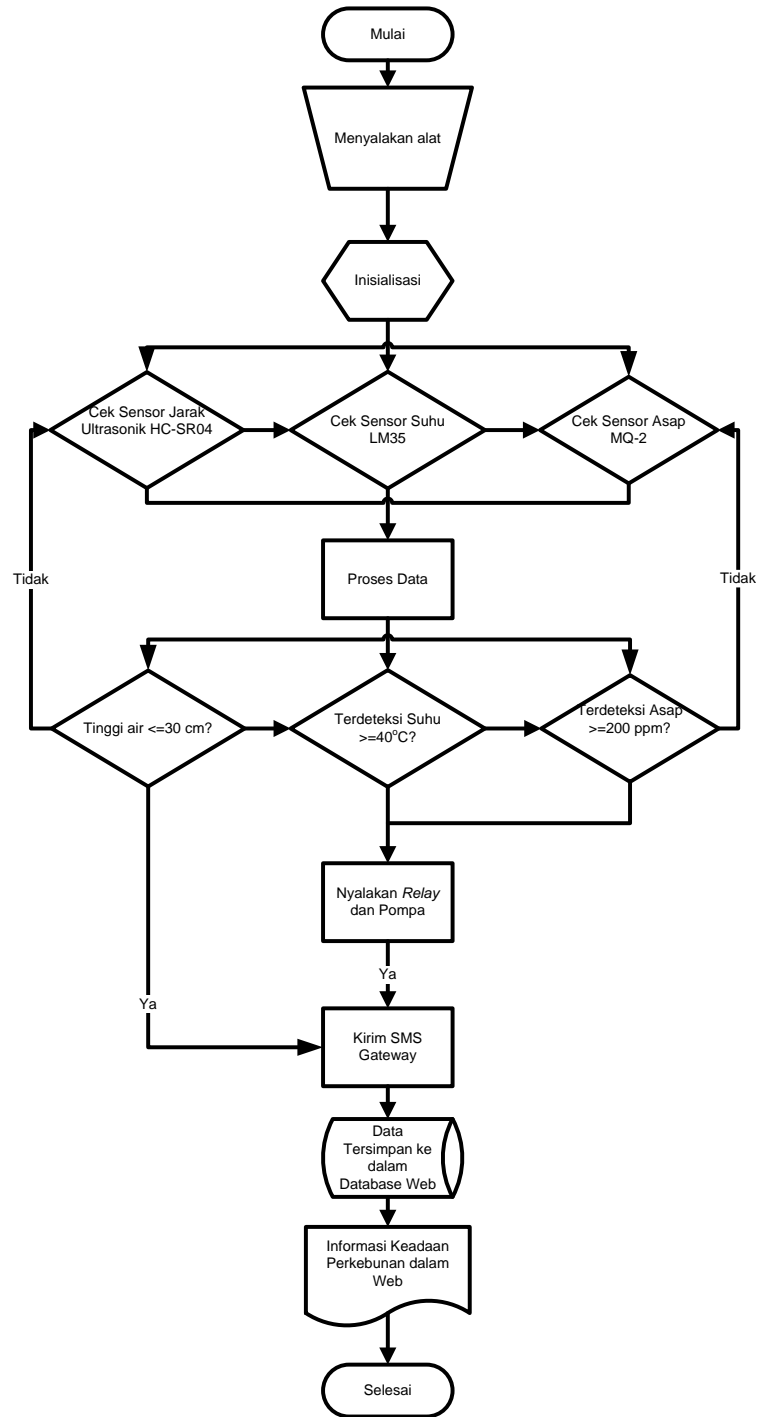 Mulai
Menyalakan alat
Inisialisasi
Cek Sensor Jarak
Ultrasonik HC-SR04
Cek Sensor Suhu
LM35
Cek Sensor Asap
MQ-2
Proses Data
Tidak
Tidak
Tinggi air <=30 cm?
Terdeteksi Suhu
>=40°C?
Terdeteksi Asap
>=200 ppm?
Nyalakan Relay
dan Pompa
Ya
Ya
Kirim SMS
Gateway
Data
Tersimpan ke
dalam
Database Web
Informasi Keadaan
Perkebunan dalam
Web
Selesai